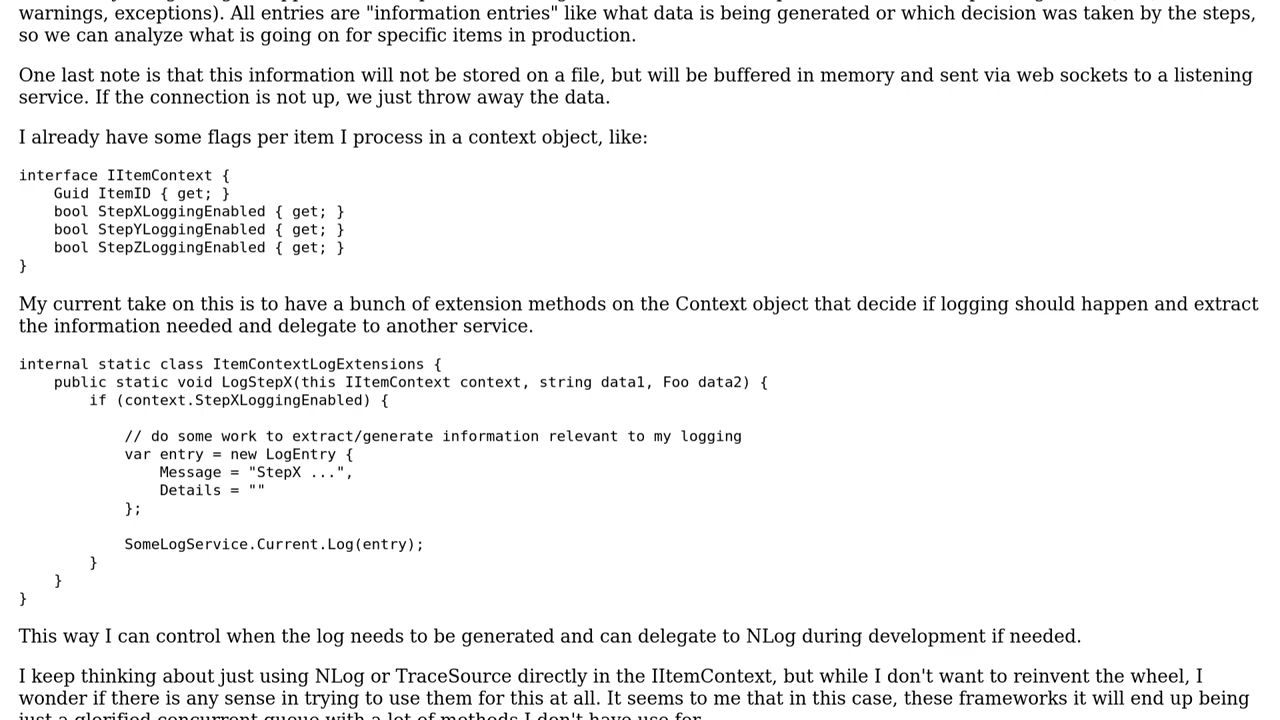 warnings, exceptions). All entries are "information entries" like what data is being generated or which decision was taken by the steps,
so we can analyze what is going on for specific items in production.
One last note is that this information will not be stored on a file, but will be buffered in memory and sent via web sockets to a listening
service. If the connection is not up, we just throw away the data.
I already have some flags per item I process in a context object, like:
interface IItemContext {
    Guid ItemID { get; }
    bool StepXLoggingEnabled { get; }
    bool StepYLoggingEnabled { get; }
    bool StepZLoggingEnabled { get; }
}
My current take on this is to have a bunch of extension methods on the Context object that decide if logging should happen and extract
the information needed and delegate to another service.
internal static class ItemContextLogExtensions {
    public static void LogStepX(this IItemContext context, string data1, Foo data2) {
        if (context.StepXLoggingEnabled) {
            // do some work to extract/generate information relevant to my logging
            var entry = new LogEntry {
                Message = "StepX ...",
                Details = ""
            };
            SomeLogService.Current.Log(entry);
        }
    }
}
This way I can control when the log needs to be generated and can delegate to NLog during development if needed.
I keep thinking about just using NLog or TraceSource directly in the IItemContext, but while I don't want to reinvent the wheel, I
wonder if there is any sense in trying to use them for this at all. It seems to me that in this case, these frameworks it will end up being
just a glorified concurrent queue with a lot of methods I don't have use for.